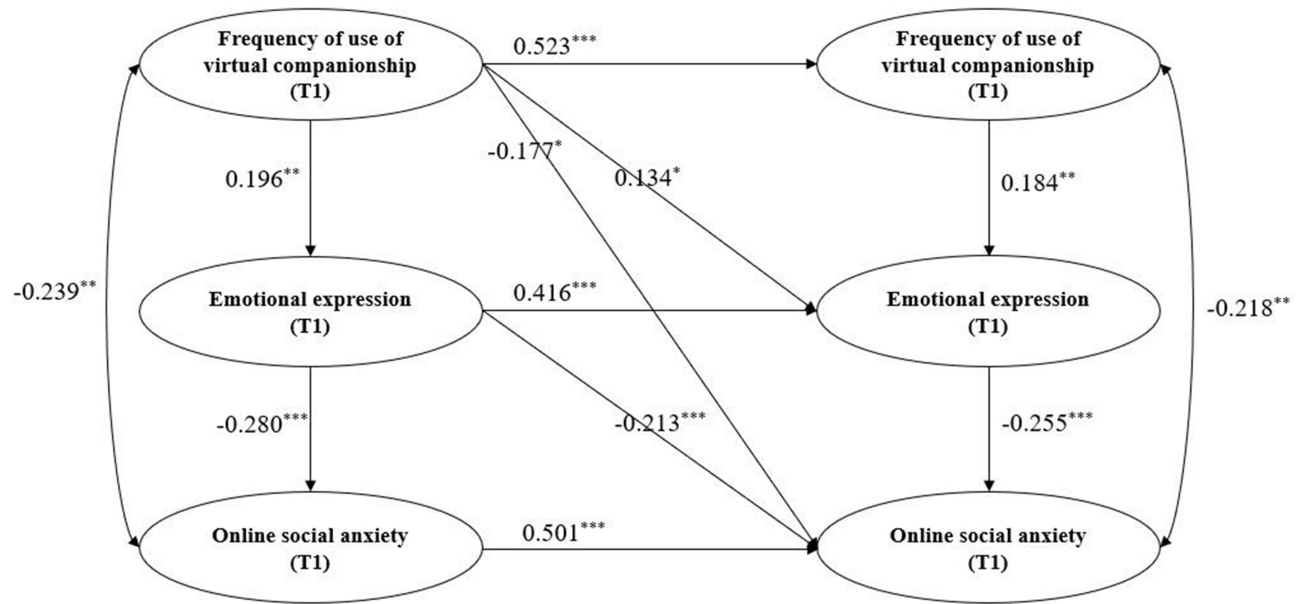 Frequency of use of
virtual companionship
(T1)
0.523***
Frequency of use of
virtual companionship
(T1)
-0.177*
0.134*
0.196**
0.184**
-0.239**
Emotional expression
(T1)
0.416***
Emotional expression
(T1)
-0.218**
-0.280***
-0.213***
-0.255***
Online social anxiety
(T1)
0.501***
Online social anxiety
(T1)